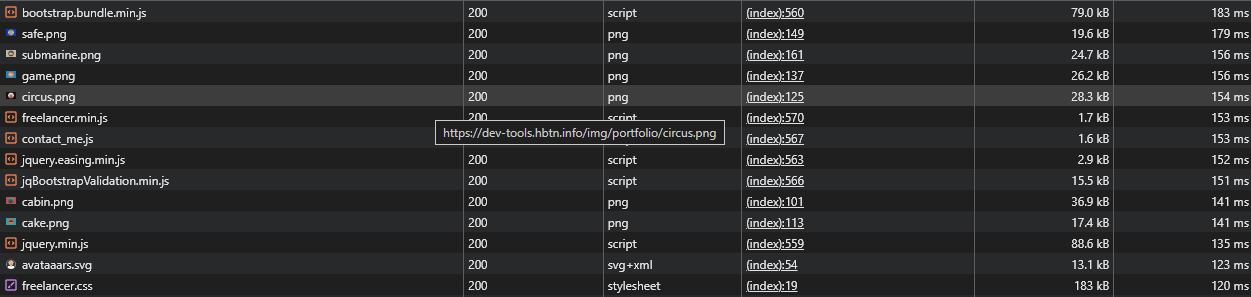 bootstrap.bundle.min.js 200 script (index):560 79.0 kB 183 ms
safe.png 200 png (index):149 19.6 kB 179 ms
submarine.png 200 png (index):161 24.7 kB 156 ms
game.png 200 png (index):137 26.2 kB 156 ms
circus.png 200 png (index):125 28.3 kB 154 ms
freelancer.min.js 200 script (index):570 1.7 kB 153 ms
https://dev-tools.hbtn.info/img/portfolio/circus.png
contact_me.js 200 (index):567 1.6 kB 153 ms
jquery.easing.min.js 200 script (index):563 2.9 kB 152 ms
jqBootstrapValidation.min.js 200 script (index):566 15.5 kB 151 ms
cabin.png 200 png (index):101 36.9 kB 141 ms
cake.png 200 png (index):113 17.4 kB 141 ms
jquery.min.js 200 script (index):559 88.6 kB 135 ms
avataaars.svg 200 svg+xml (index):54 13.1 kB 123 ms
freelancer.css 200 stylesheet (index):19 183 kB 120 ms